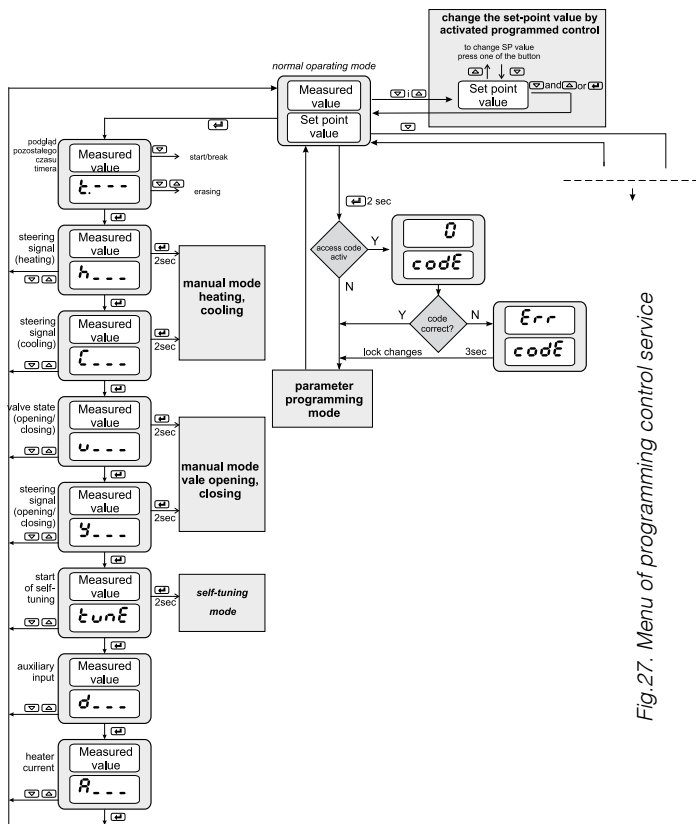 change the set-point value by
activated programmed control
to change SP value
press one of the button
Set point
value
and
or
normal operating mode
Measured
value
Set point
value
i
podgląd
pozostałego
czasu
timera
Measured
value
t.---
start/break
erasing
2 sec
access code
activ
Y
N
0
codE
code
correct?
Y
N
Err
codE
lock changes
3sec
parameter
programming
mode
steering
signal
(heating)
Measured
value
h---
2sec
manual mode
heating,
cooling
steering
signal
(cooling)
Measured
value
C---
2sec
valve state
(opening/
closing)
Measured
value
u---
2sec
manual mode
vale opening,
closing
steering
signal
(opening/
closing)
Measured
value
y---
2sec
start
of self-
tuning
Measured
value
tunE
2sec
self-tuning
mode
auxiliary
input
Measured
value
d---
heater
current
Measured
value
A---
Fig.27. Menu of programming control service